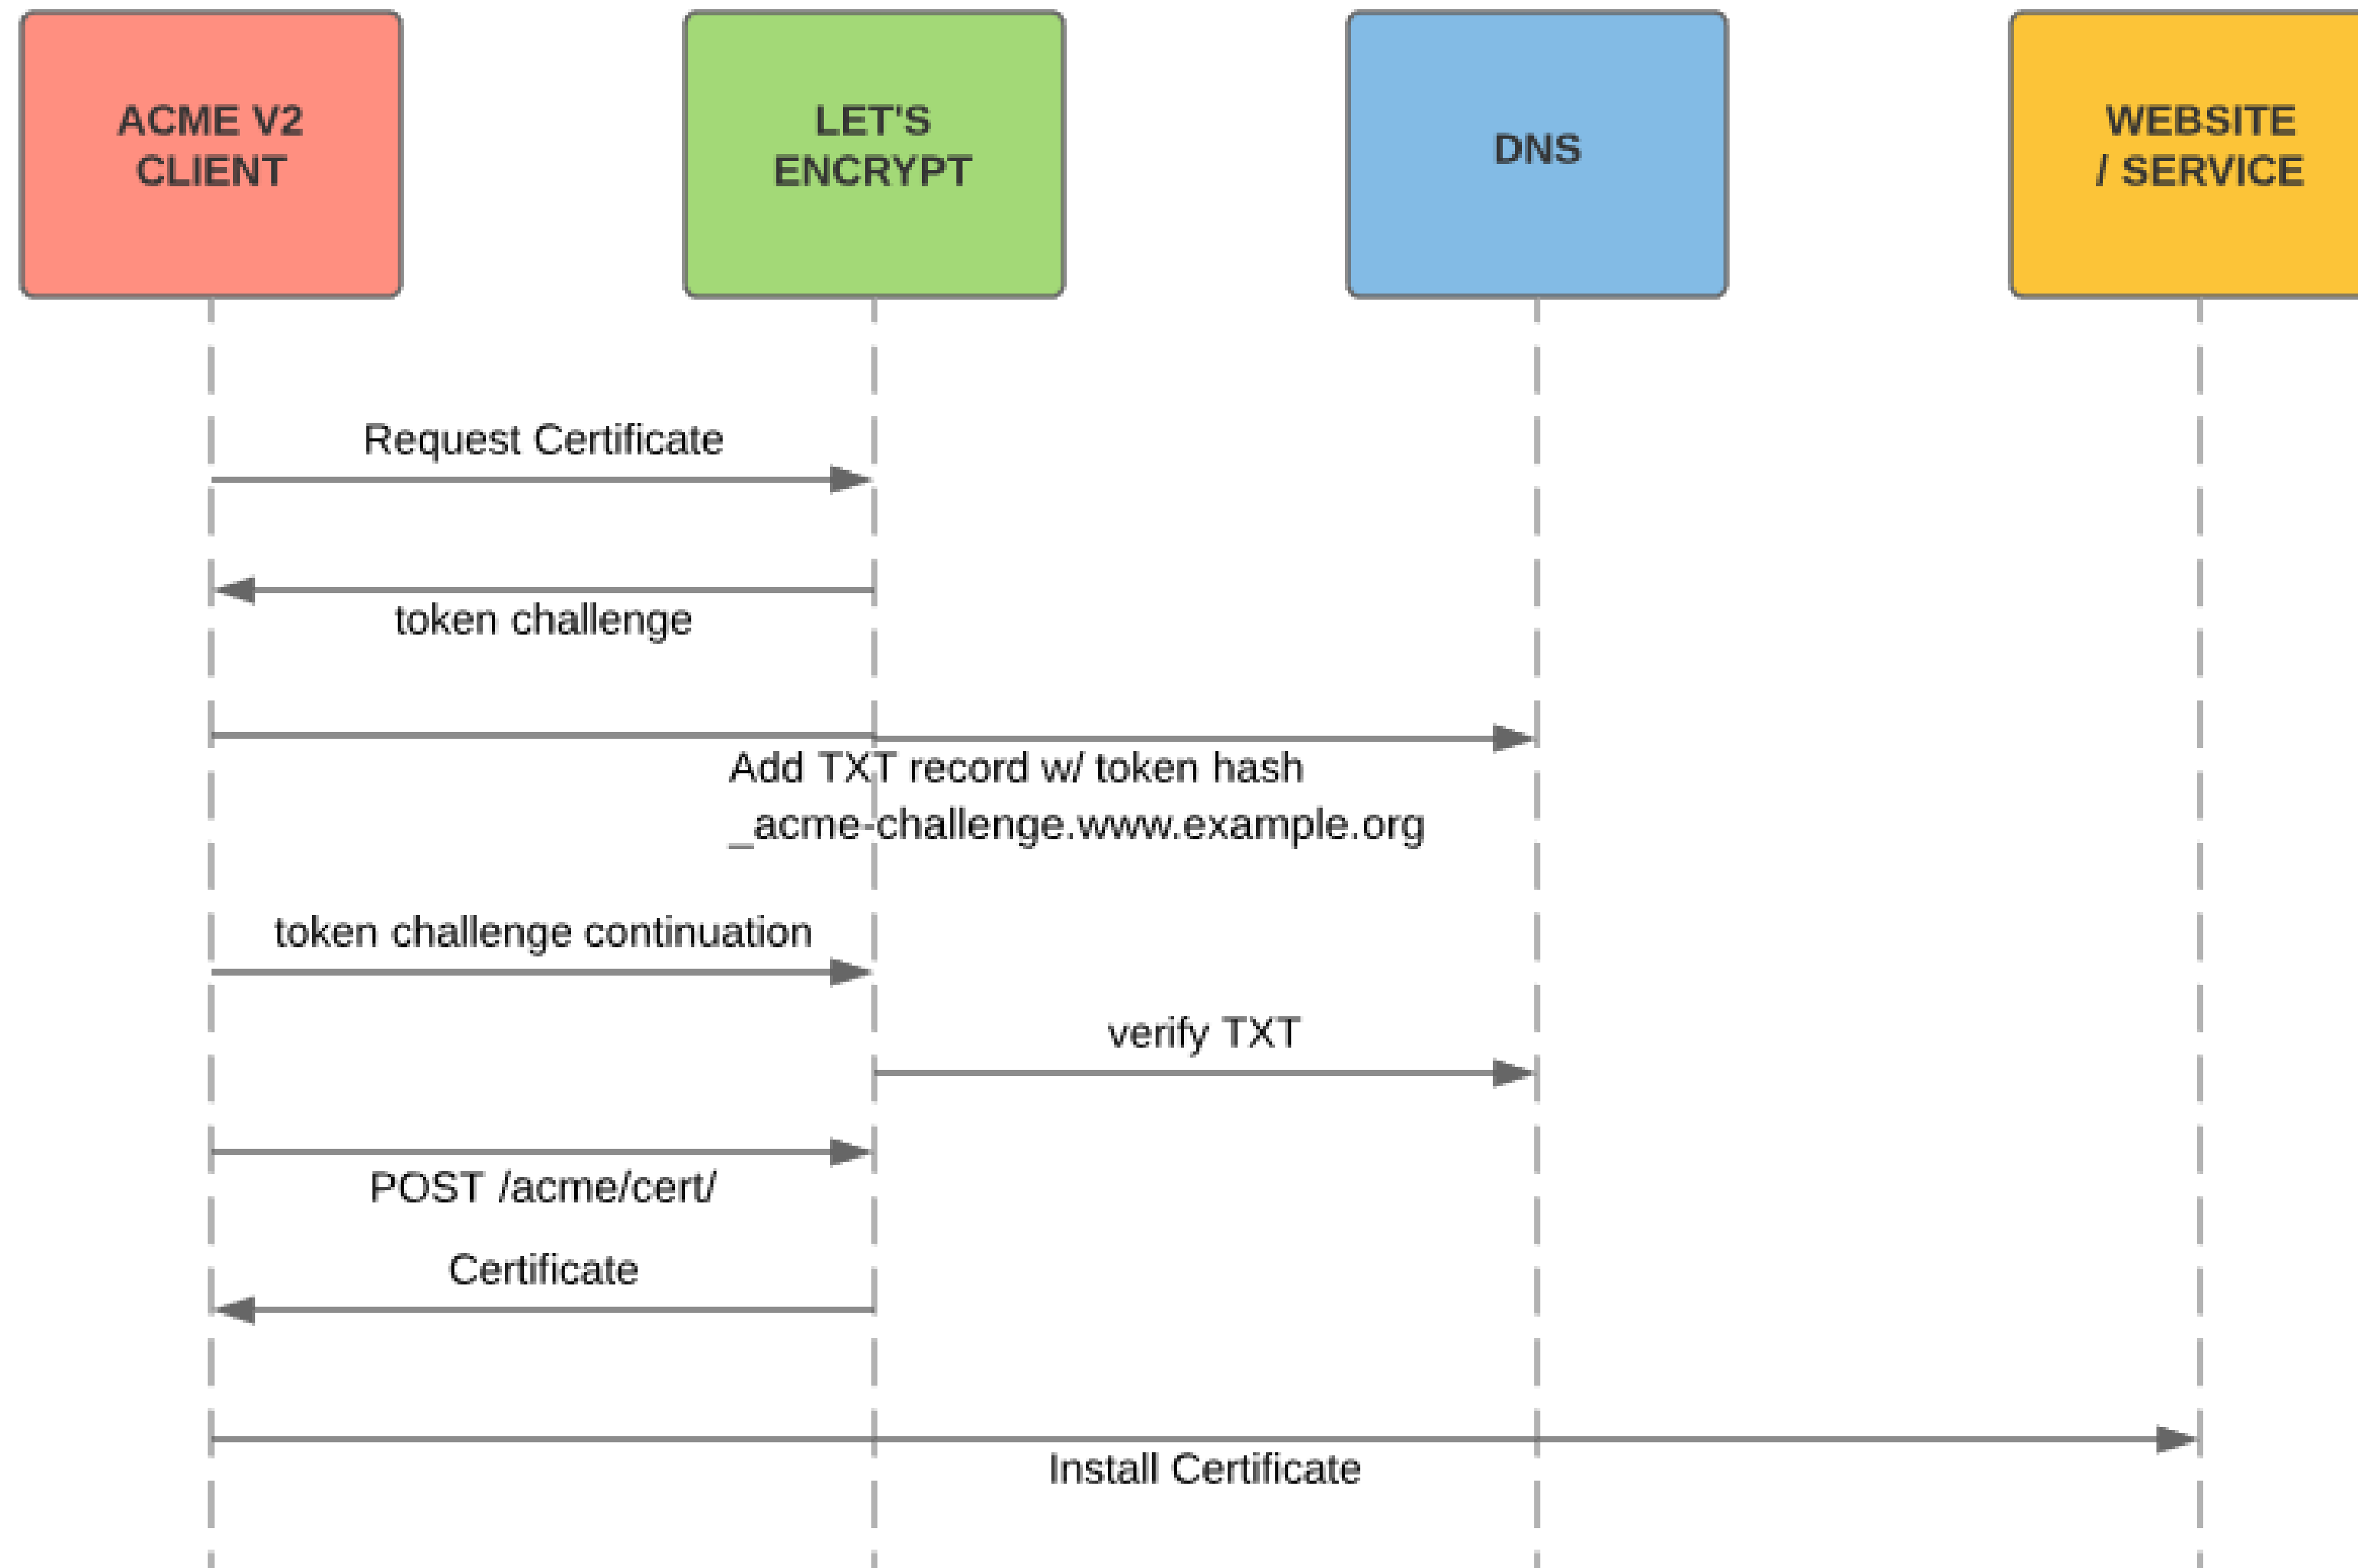 ACME V2
CLIENT
LET'S
ENCRYPT
DNS
WEBSITE
/ SERVICE
Request Certificate
token challenge
Add TXT record w/ token hash
_acme-challenge.www.example.org
token challenge continuation
verify TXT
POST /acme/cert/
Certificate
Install Certificate